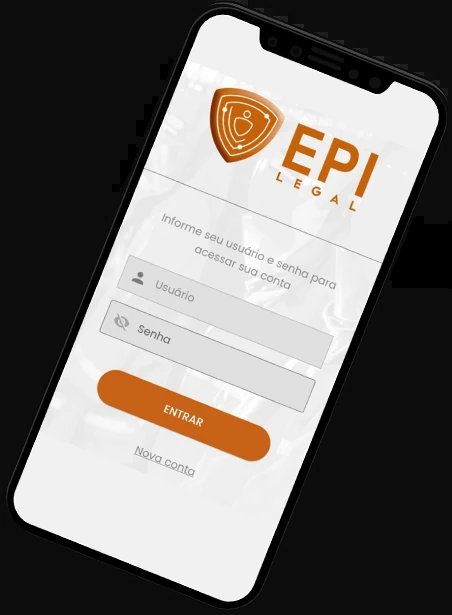 EPI
LEGAL
Informe seu usuário e senha para
acessar sua conta
Usuário
Senha
ENTRAR
Nova conta